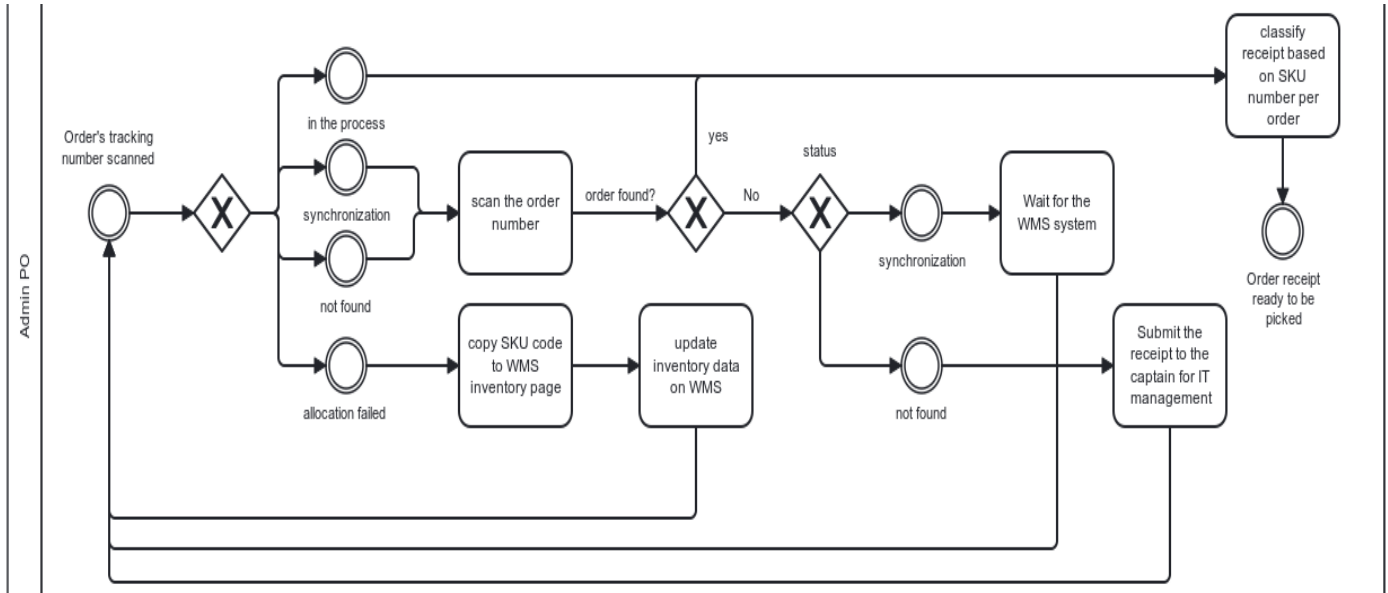 Admin PO
Order's tracking
number scanned
X
in the process
synchronization
not found
allocation failed
scan the order
number
copy SKU code
to WMS
inventory page
update
inventory data
on WMS
order found?
X
yes
No
status
X
synchronization
not found
Wait for the
WMS system
Submit the
receipt to the
captain for IT
management
classify
receipt based
on SKU
number per
order
Order receipt
ready to be
picked